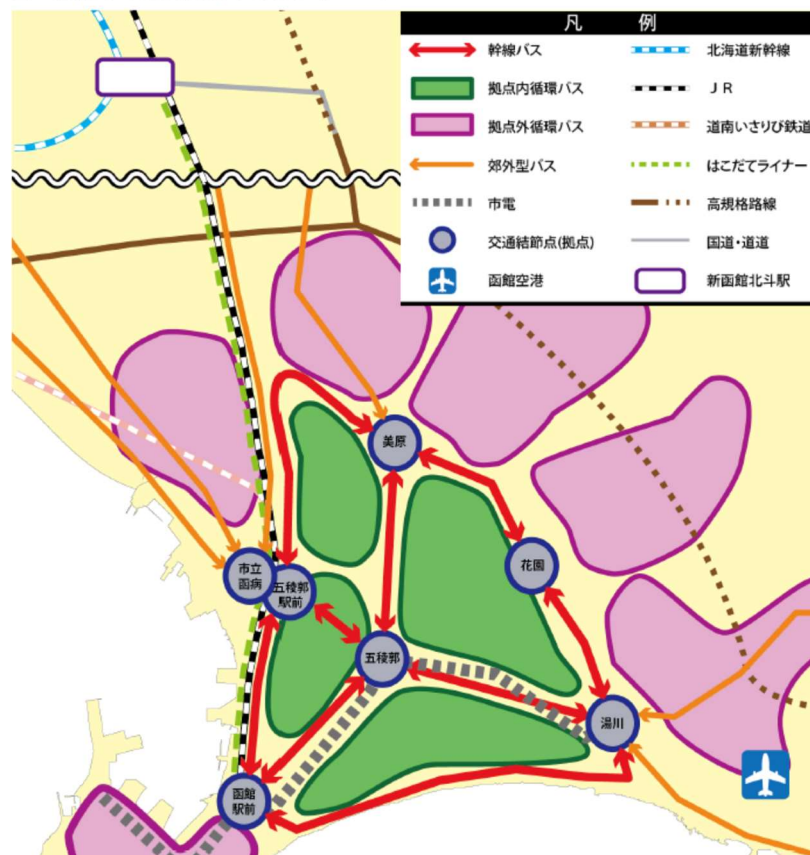 凡 例
幹線バス
北海道新幹線
拠点内循環バス
JR
拠点外循環バス
道南いさりび鉄道
郊外型バス
はこだてライナー
市電
高規格路線
交通結節点(拠点)
国道・道道
函館空港
新函館北斗駅
美原
花園
市立
函病
五稜郭
駅前
五稜郭
湯川
函館
駅前